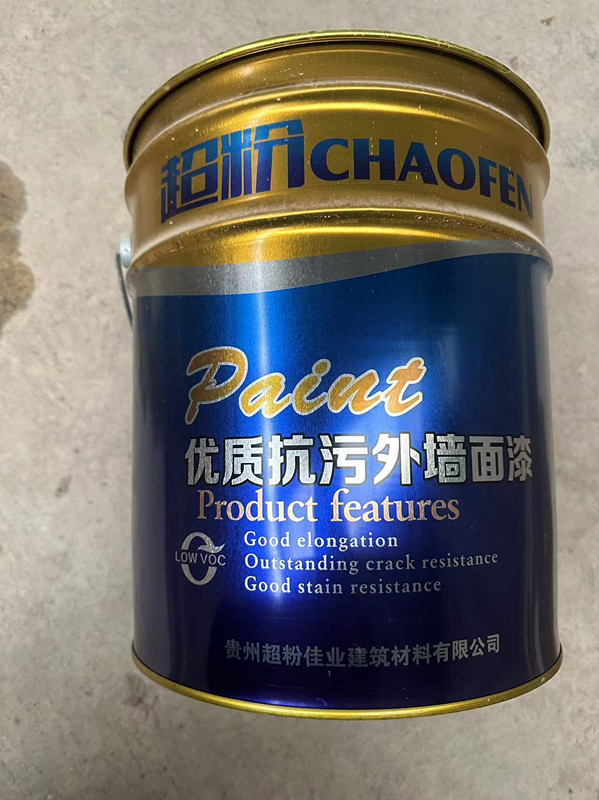 超粉CHAOFEN
Paint
优质抗污外墙面漆
Product features
Good elongation
LOW VOC
Outstanding crack resistance
Good stain resistance
贵州超粉佳业建筑材料有限公司